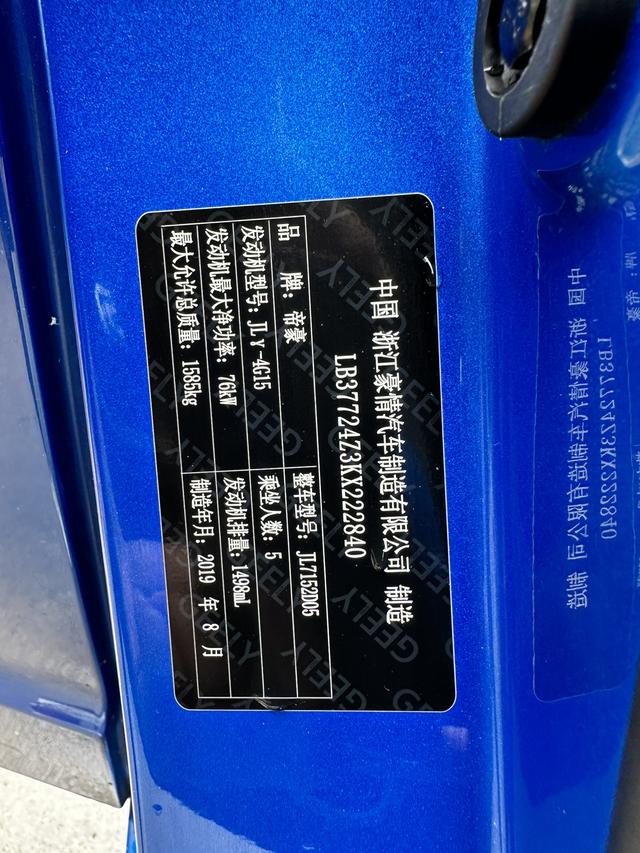 中国 浙江豪情汽车制造有限公司 制造
LB37724Z3KX222840
品 牌：帝豪 整车型号：JL7152D05
发动机型号：JLγ-4G15 乘坐人数：5
发动机最大净功率：76kW 发动机排量：1498mL
最大允许总质量：1585kg 制造年月：2019 年 8 月
GEELY